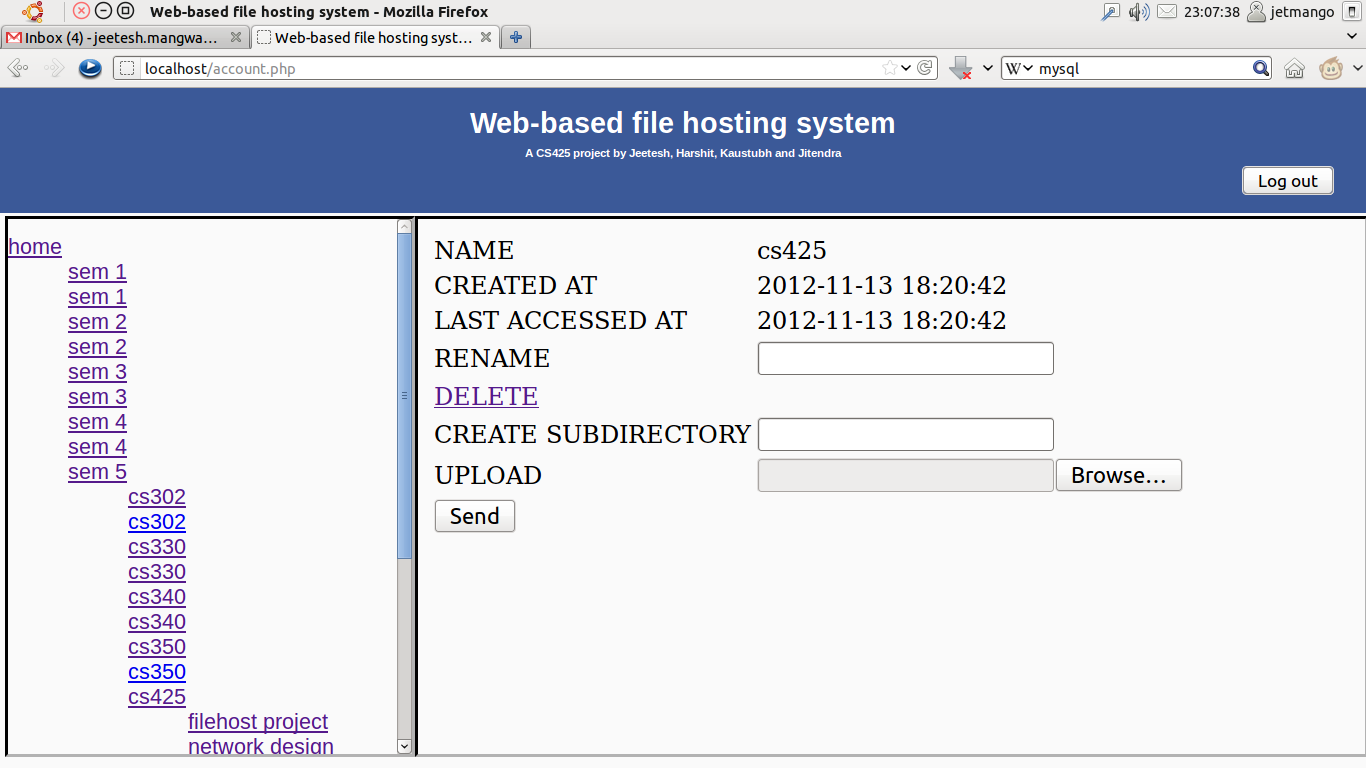 Web-based file hosting system - Mozilla Firefox
23:07:38 jetmango
Inbox (4) - jeetesh.mangwa... Web-based file hosting syst...
localhost/account.php W mysql
Web-based file hosting system
A CS425 project by Jeetesh, Harshit, Kaustubh and Jitendra
Log out
home
sem 1
sem 1
sem 2
sem 2
sem 3
sem 3
sem 4
sem 4
sem 5
cs302
cs302
cs330
cs330
cs340
cs340
cs350
cs350
cs425
filehost project
network design
NAME cs425
CREATED AT 2012-11-13 18:20:42
LAST ACCESSED AT 2012-11-13 18:20:42
RENAME
DELETE
CREATE SUBDIRECTORY
UPLOAD Browse...
Send